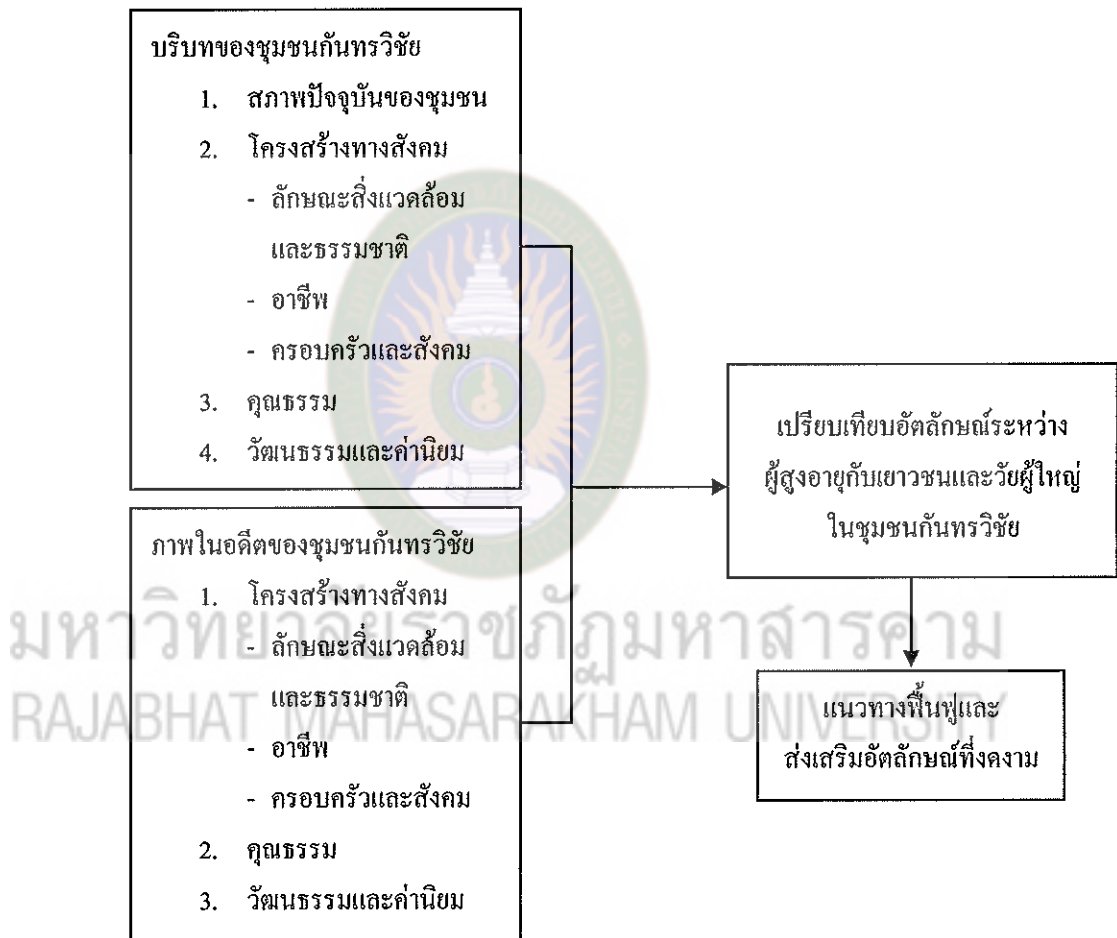 บริบทของชุมชนกันทรวิชัย
1. สภาพปัจจุบันของชุมชน
2. โครงสร้างทางสังคม
- ลักษณะสิ่งแวดล้อม
และธรรมชาติ
- อาชีพ
- ครอบครัวและสังคม
3. คุณธรรม
4. วัฒนธรรมและค่านิยม
ภาพในอดีตของชุมชนกันทรวิชัย
1. โครงสร้างทางสังคม
- ลักษณะสิ่งแวดล้อม
และธรรมชาติ
- อาชีพ
- ครอบครัวและสังคม
2. คุณธรรม
3. วัฒนธรรมและค่านิยม
เปรียบเทียบอัตลักษณ์ระหว่าง
ผู้สูงอายุกับเยาวชนและวัยผู้ใหญ่
ในชุมชนกันทรวิชัย
แนวทางฟื้นฟูและ
ส่งเสริมอัตลักษณ์ที่งดงาม
มหาวิทยาลัยราชภัฏมหาสารคาม
RAJABHAT MAHASARAKHAM UNIVERSITY